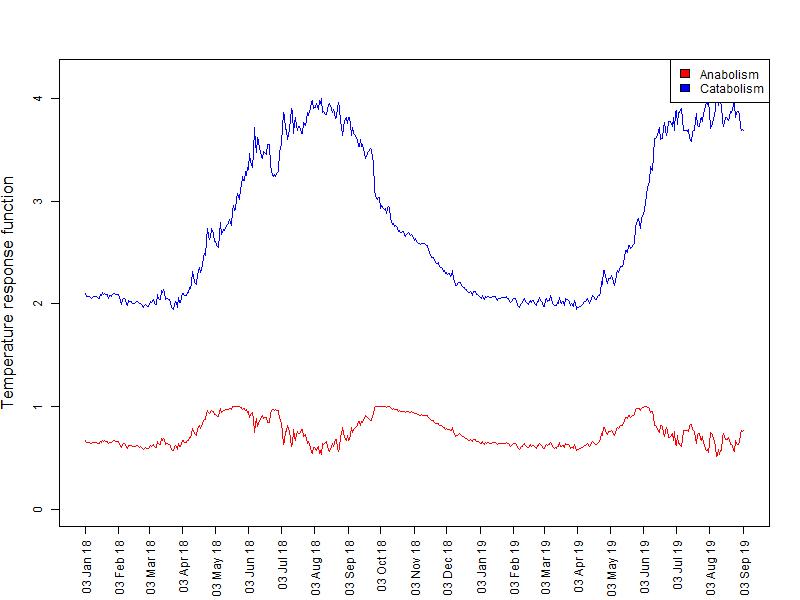 Anabolism
Catabolism
Temperature response function
4
3
2
1
0
03 Jan 18
03 Feb 18
03 Mar 18
03 Apr 18
03 May 18
03 Jun 18
03 Jul 18
03 Aug 18
03 Sep 18
03 Oct 18
03 Nov 18
03 Dec 18
03 Jan 19
03 Feb 19
03 Mar 19
03 Apr 19
03 May 19
03 Jun 19
03 Jul 19
03 Aug 19
03 Sep 19